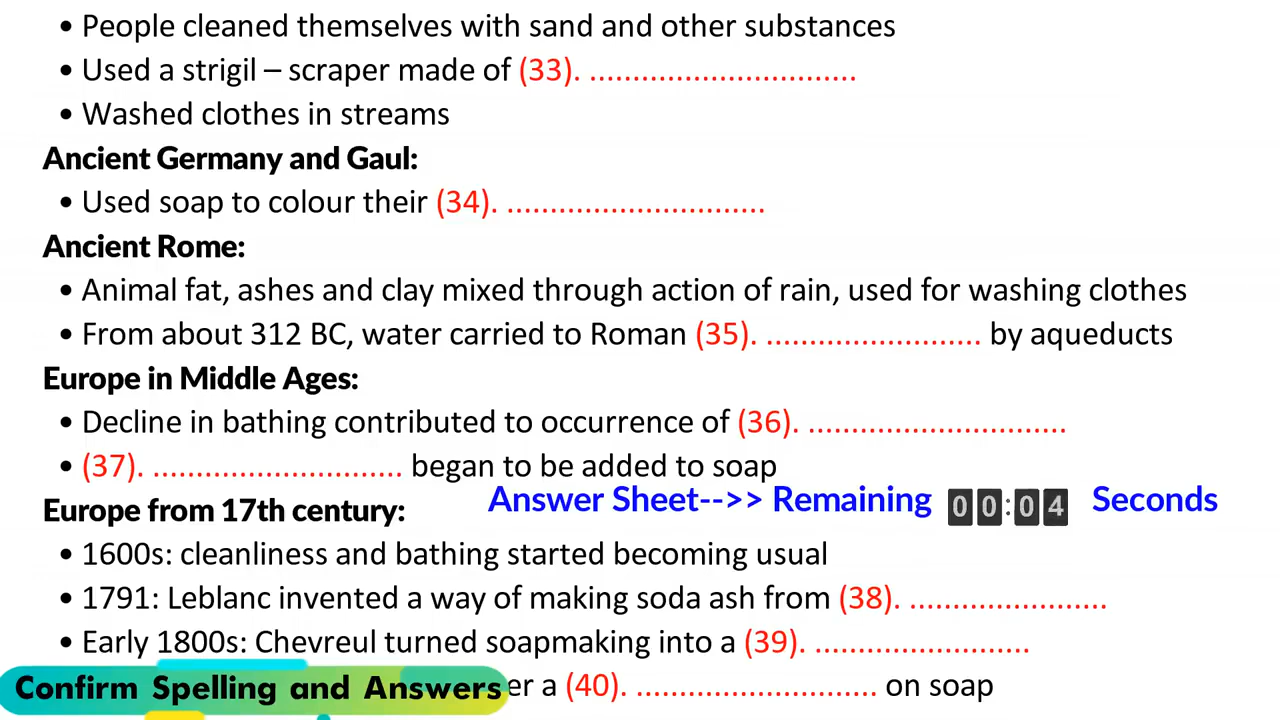 • People cleaned themselves with sand and other substances
• Used a strigil – scraper made of (33). ...............................
• Washed clothes in streams
Ancient Germany and Gaul:
• Used soap to colour their (34). ..............................
Ancient Rome:
• Animal fat, ashes and clay mixed through action of rain, used for washing clothes
• From about 312 BC, water carried to Roman (35). ......................... by aqueducts
Europe in Middle Ages:
• Decline in bathing contributed to occurrence of (36). ..............................
• (37). ............................. began to be added to soap
Answer Sheet-->> Remaining 00:04 Seconds
Europe from 17th century:
• 1600s: cleanliness and bathing started becoming usual
• 1791: Leblanc invented a way of making soda ash from (38). .......................
• Early 1800s: Chevreul turned soapmaking into a (39). .........................
Confirm Spelling and Answers
er a (40). ............................ on soap